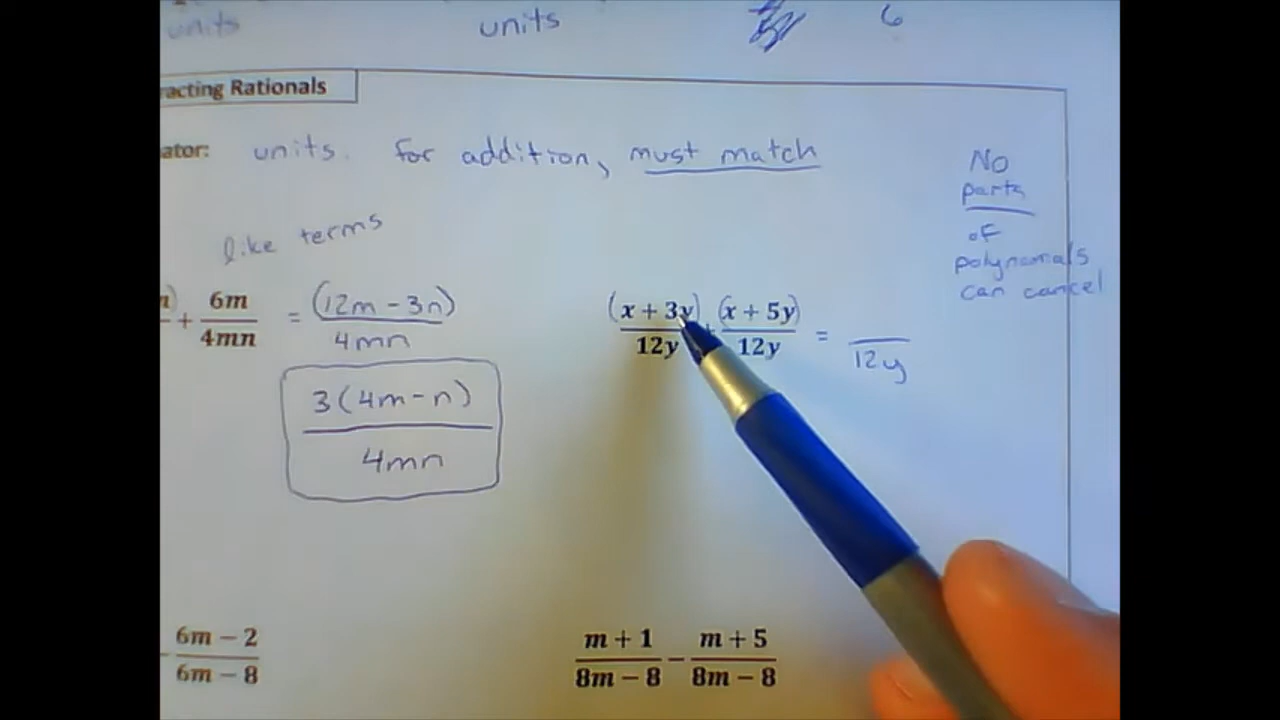 units units 6
racting Rationals
ator: units. for addition, must match
No
parts
of
polynomials
can cancel
like terms
+ 6m/4mn = (12m - 3n)/4mn
3(4m - n)/4mn
(x + 3y)/12y + (x + 5y)/12y = /12y
- 6m - 2/6m - 8
m + 1/8m - 8 - m + 5/8m - 8